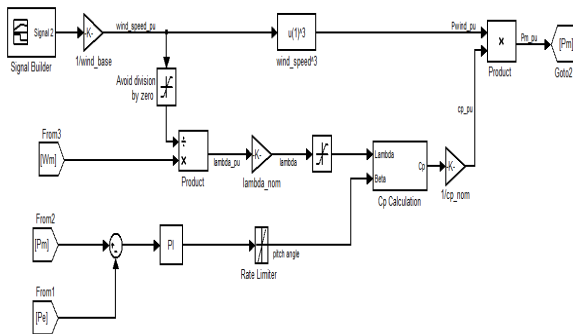 Signal 2
Signal Builder
-K-
1/wind_base
wind_speed_pu
u(1)^3
wind_speed^3
Pwind_pu
×
Product
Pm_pu
[Pm]
Goto2
Avoid division
by zero
cp_pu
From3
[Wm]
÷
×
Product
lambda_pu
-K-
lambda_nom
lambda
Lambda
Beta
Cp
Cp Calculation
-K-
1/cp_nom
From2
[Pm]
+
-
PI
Rate Limiter
pitch angle
From1
[Pe]